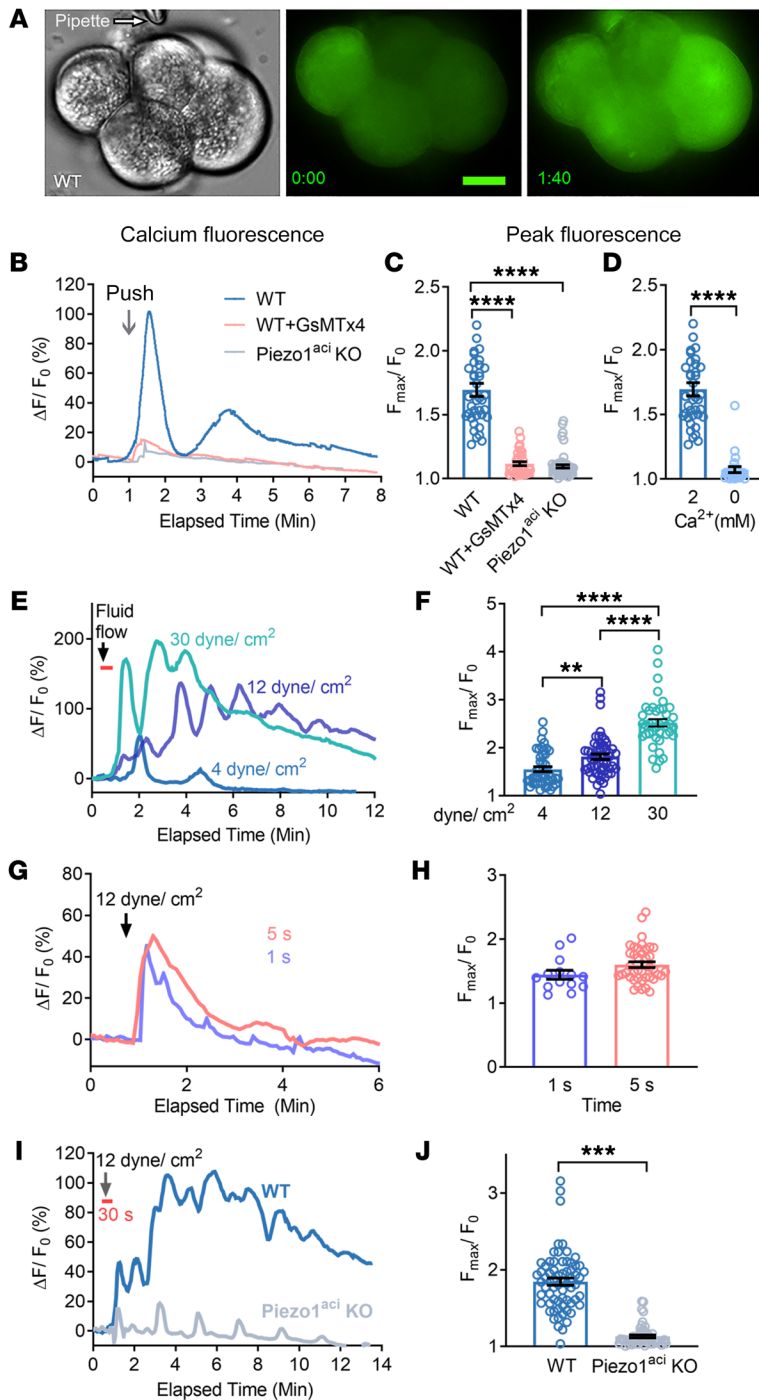 A
Pipette
WT
0:00
1:40
Calcium fluorescence
Peak fluorescence
B
ΔF/ F0 (%)
120
100
80
60
40
20
0
Push
WT
WT+GsMTx4
Piezo1aci KO
0 1 2 3 4 5 6 7 8
Elapsed Time (Min)
C
Fmax/ F0
2.5
2.0
1.5
1.0
****
****
WT
WT+GsMTx4
Piezo1aci KO
D
Fmax/ F0
2.5
2.0
1.5
1.0
****
2 0
Ca2+(mM)
E
ΔF/ F0 (%)
200
100
0
Fluid
flow
30 dyne/ cm2
12 dyne/ cm2
4 dyne/ cm2
0 2 4 6 8 10 12
Elapsed Time (Min)
F
Fmax/ F0
5
4
3
2
1
****
****
**
dyne/ cm2 4 12 30
G
ΔF/ F0 (%)
80
60
40
20
0
12 dyne/ cm2
5 s
1 s
0 2 4 6
Elapsed Time (Min)
H
Fmax/ F0
3
2
1
0
1 s 5 s
Time
I
ΔF/ F0 (%)
120
100
80
60
40
20
0
12 dyne/ cm2
30 s
WT
Piezo1aci KO
0 2 4 6 8 10 12 14
Elapsed Time (Min)
J
Fmax/ F0
3
2
1
***
WT Piezo1aci KO